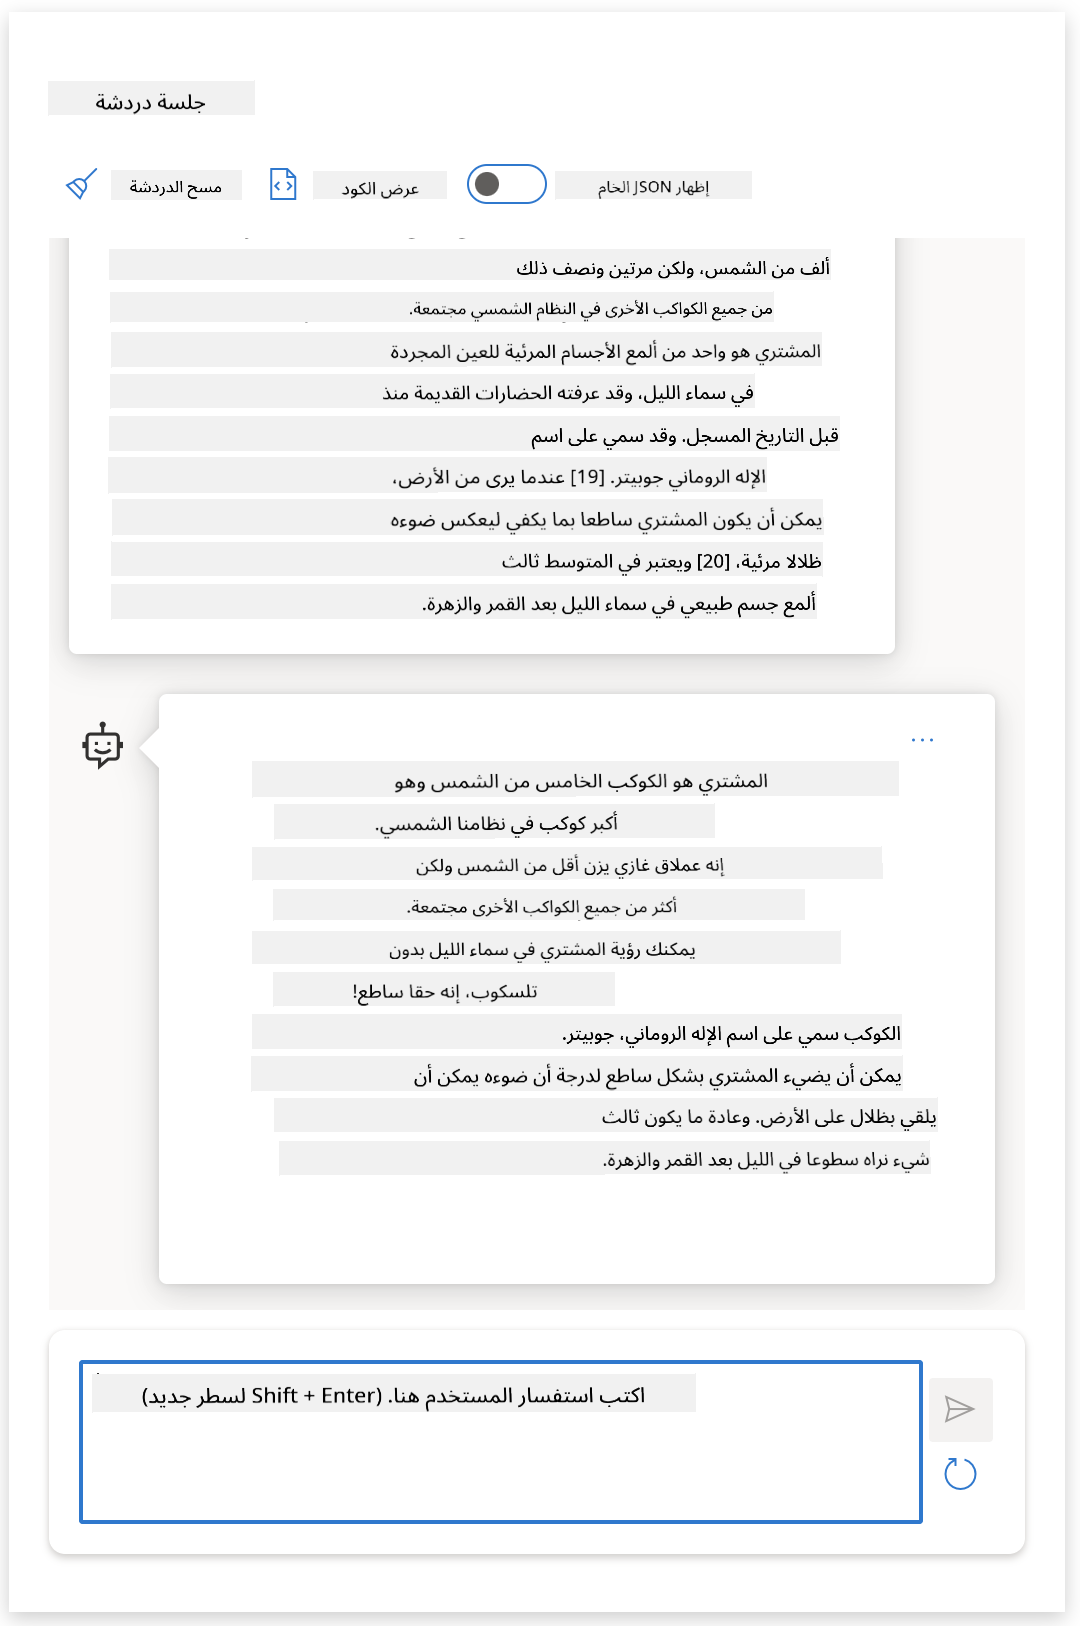 جلسة دردشة
مسح الدردشة
عرض الكود
إظهار JSON الخام
ألف من الشمس، ولكن مرتين ونصف ذلك
من جميع الكواكب الأخرى في النظام الشمسي مجتمعة.
المشتري هو واحد من ألمع الأجسام المرئية للعين المجردة
في سماء الليل، وقد عرفته الحضارات القديمة منذ
قبل التاريخ المسجل. وقد سمي على اسم
الإله الروماني جوبيتر. [19] عندما يرى من الأرض،
يمكن أن يكون المشتري ساطعا بما يكفي ليعكس ضوءه
ظلالا مرئية، [20] ويعتبر في المتوسط ثالث
ألمع جسم طبيعي في سماء الليل بعد القمر والزهرة.
المشتري هو الكوكب الخامس من الشمس وهو
أكبر كوكب في نظامنا الشمسي.
إنه عملاق غازي يزن أقل من الشمس ولكن
أكثر من جميع الكواكب الأخرى مجتمعة.
يمكنك رؤية المشتري في سماء الليل بدون
تلسكوب، إنه حقا ساطع!
الكوكب سمي على اسم الإله الروماني، جوبيتر.
يمكن أن يضيء المشتري بشكل ساطع لدرجة أن ضوءه يمكن أن
يلقي بظلال على الأرض. وعادة ما يكون ثالث
شيء نراه سطوعا في الليل بعد القمر والزهرة.
اكتب استفسار المستخدم هنا. (Shift + Enter لسطر جديد)